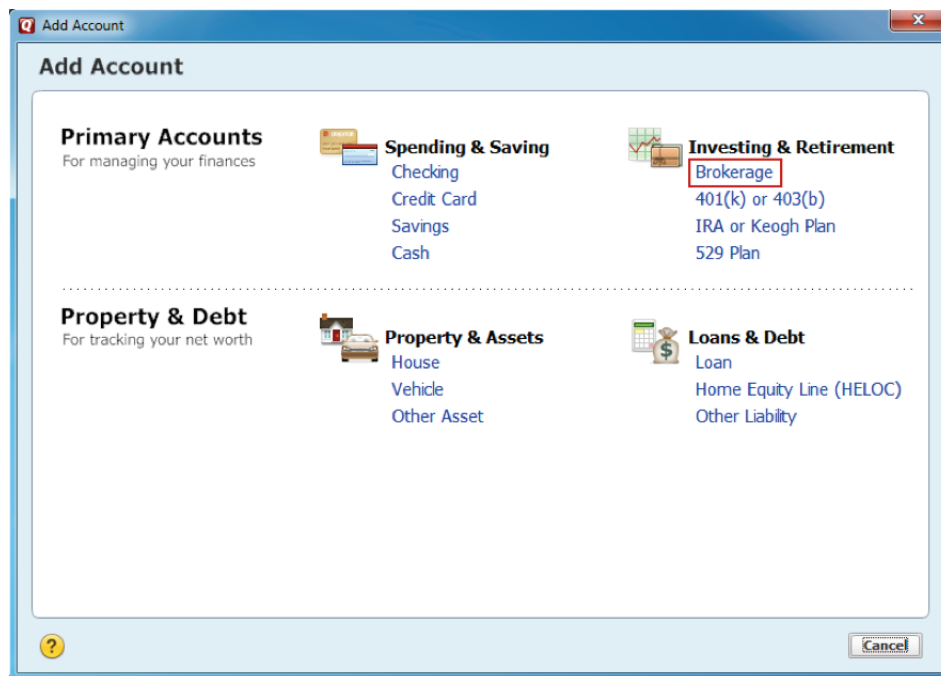 Add Account
Add Account
Primary Accounts
For managing your finances
Spending & Saving
Checking
Credit Card
Savings
Cash
Investing & Retirement
Brokerage
401(k) or 403(b)
IRA or Keogh Plan
529 Plan
Property & Debt
For tracking your net worth
Property & Assets
House
Vehicle
Other Asset
Loans & Debt
Loan
Home Equity Line (HELOC)
Other Liability
?
Cancel